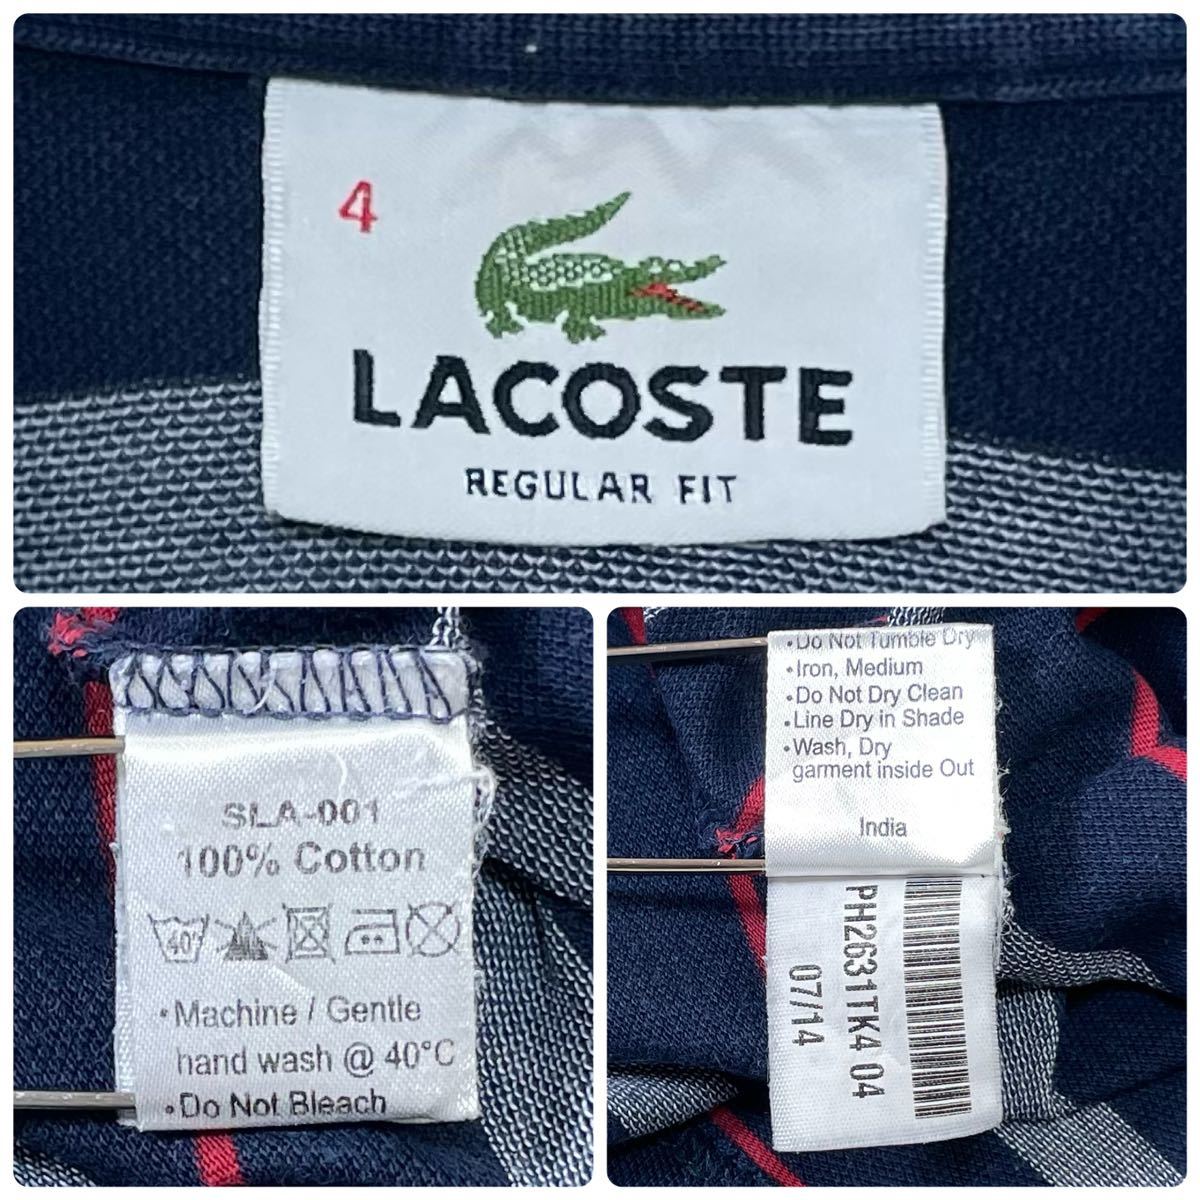 4
LACOSTE
REGULAR FIT
SLA-001
100% Cotton
40°
•Machine / Gentle
hand wash @ 40°C
•Do Not Bleach
•Do Not Tumble Dry
•Iron, Medium
•Do Not Dry Clean
•Line Dry in Shade
•Wash, Dry
garment inside Out
India
PH2631TK4 04
07/14